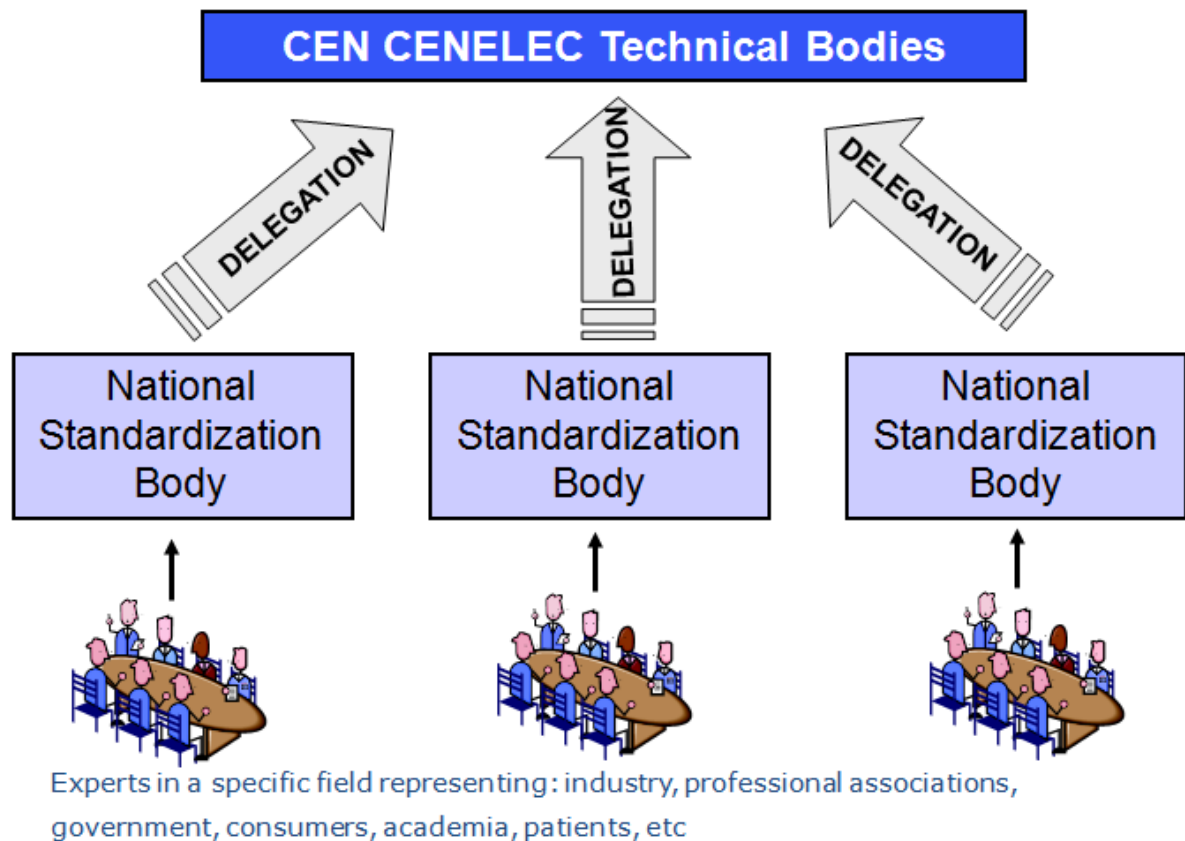 CEN CENELEC Technical Bodies
DELEGATION
DELEGATION
DELEGATION
National
Standardization
Body
National
Standardization
Body
National
Standardization
Body
Experts in a specific field representing: industry, professional associations,
government, consumers, academia, patients, etc